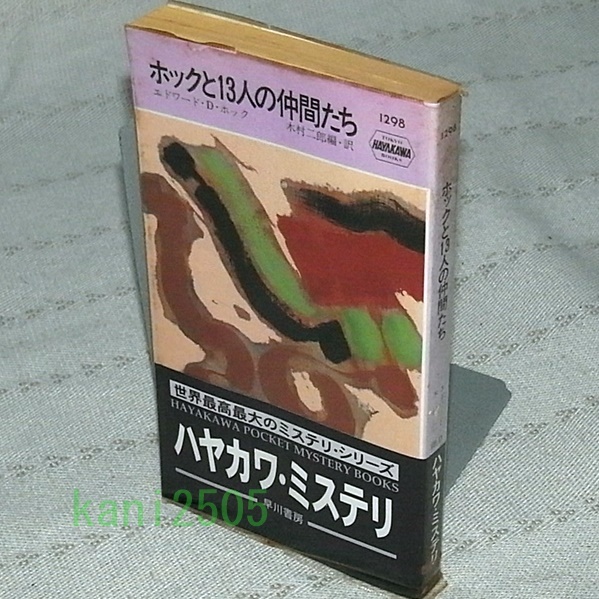 ホックと13人の仲間たち
エドワード・D・ホック
木村二郎編・訳
1298
TOKYO
HAYAKAWA
BOOKS
世界最高最大のミステリ・シリーズ
HAYAKAWA POCKET MYSTERY BOOKS
ハヤカワ・ミステリ
早川書房
1298
ホックと13人の仲間たち
ハヤカワ・ミステリ
kani2505